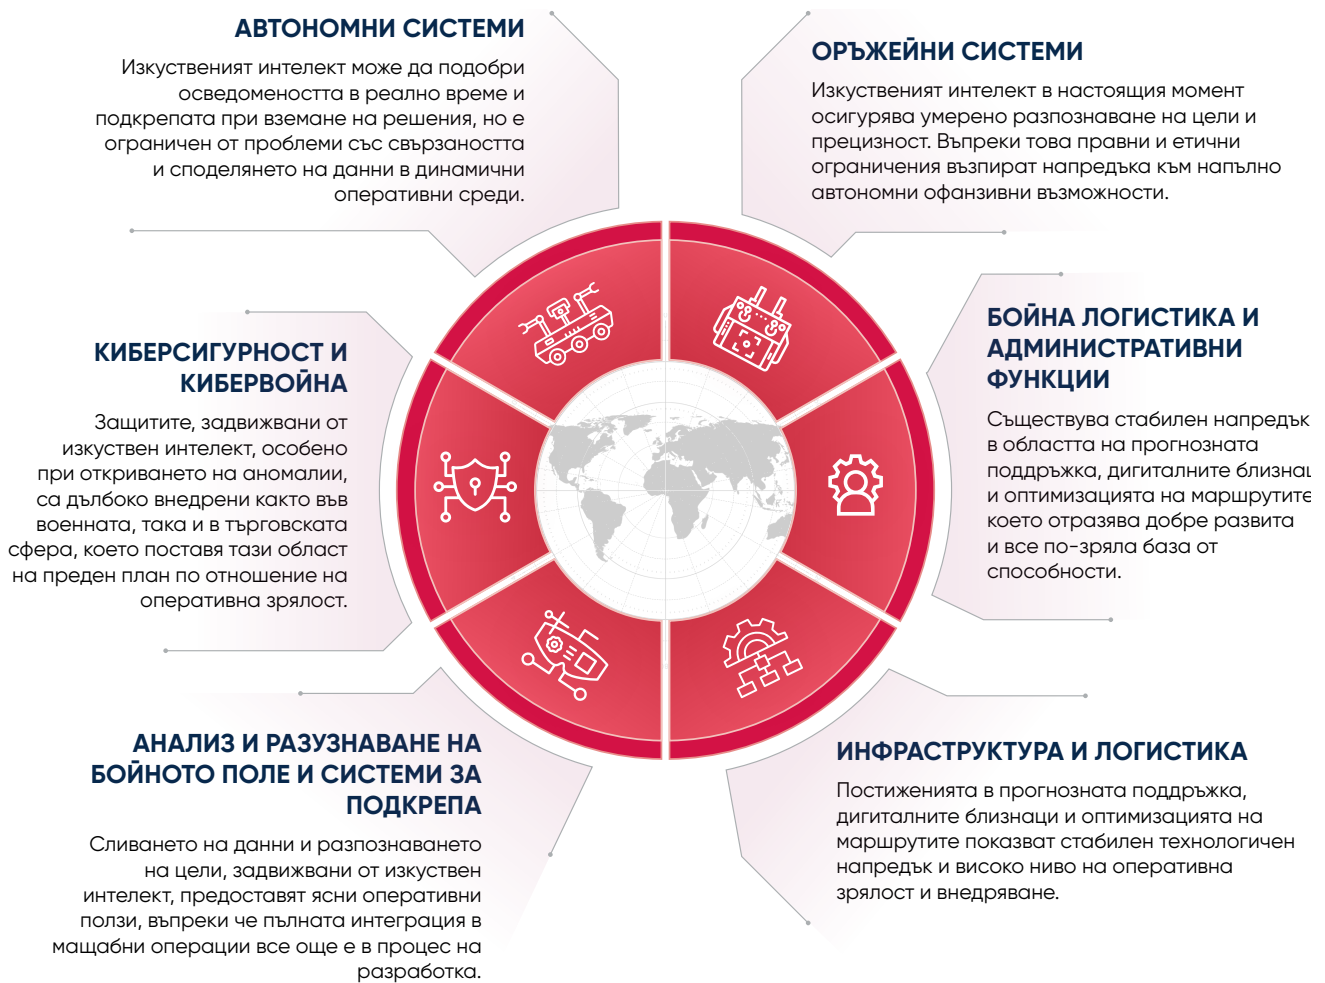 АВТОНОМНИ СИСТЕМИ
Изкуственият интелект може да подобри
осведомеността в реално време и
подкрепата при вземане на решения, но е
ограничен от проблеми със свързаността
и споделянето на данни в динамични
оперативни среди.
ОРЪЖЕЙНИ СИСТЕМИ
Изкуственият интелект в настоящия момент
осигурява умерено разпознаване на цели и
прецизност. Въпреки това правни и етични
ограничения възпират напредъка към напълно
автономни офанзивни възможности.
КИБЕРСИГУРНОСТ И
КИБЕРВОЙНА
Защитите, задвижвани от
изкуствен интелект, особено
при откриването на аномалии,
са дълбоко внедрени както във
военната, така и в търговската
сфера, което поставя тази област
на преден план по отношение на
оперативна зрялост.
БОЙНА ЛОГИСТИКА И
АДМИНИСТРАТИВНИ
ФУНКЦИИ
Съществува стабилен напредък
в областта на прогнозната
поддръжка, дигиталните
и оптимизацията на маршрутите
което отразява добре развита
и все по-зряла база от
способности.
АНАЛИЗ И РАЗУЗНАВАНЕ НА
БОЙНОТО ПОЛЕ И СИСТЕМИ ЗА
ПОДКРЕПА
Сливането на данни и разпознаването
на цели, задвижвани от изкуствен
интелект, предоставят ясни оперативни
ползи, въпреки че пълната интеграция в
мащабни операции все още е в процес на
разработка.
ИНФРАСТРУКТУРА И ЛОГИСТИКА
Постиженията в прогнозната поддръжка,
дигиталните близнаци и оптимизацията на
маршрутите показват стабилен технологичен
напредък и високо ниво на оперативна
зрялост и внедряване.